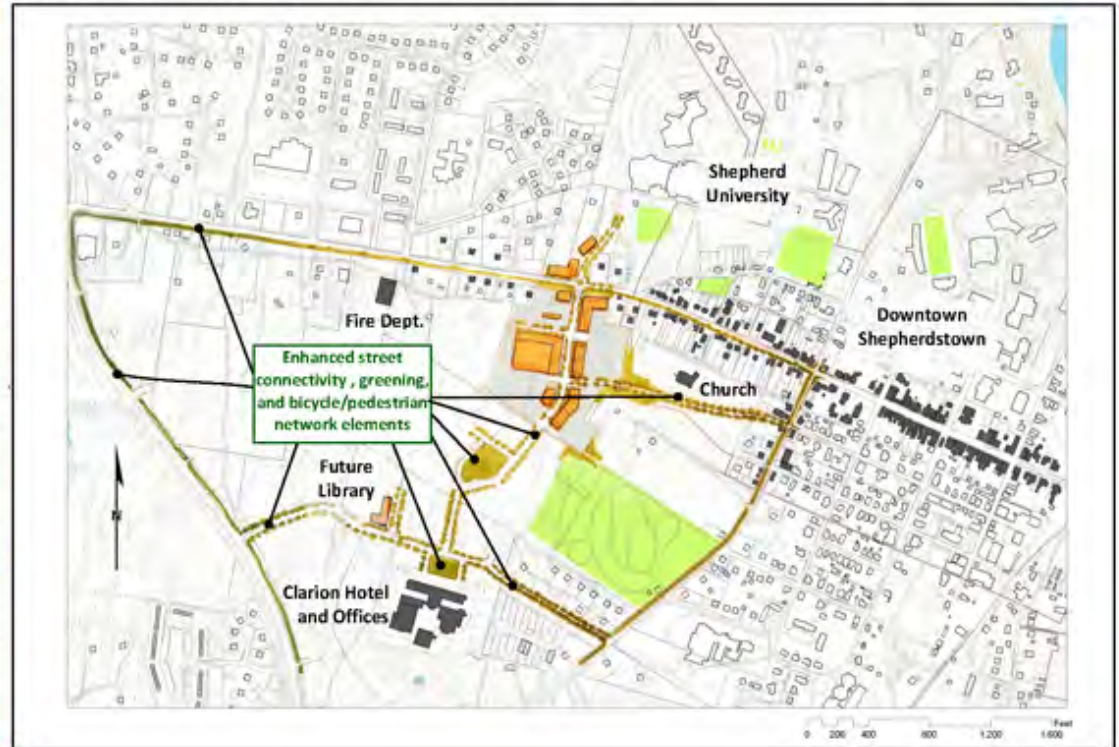 Shepherd
University
Downtown
Shepherdstown
Fire Dept.
Enhanced street
connectivity , greening,
and bicycle/pedestrian
network elements
Church
Future
Library
N
Clarion Hotel
and Offices
Feet
0 200 400 800 1,200 1,600